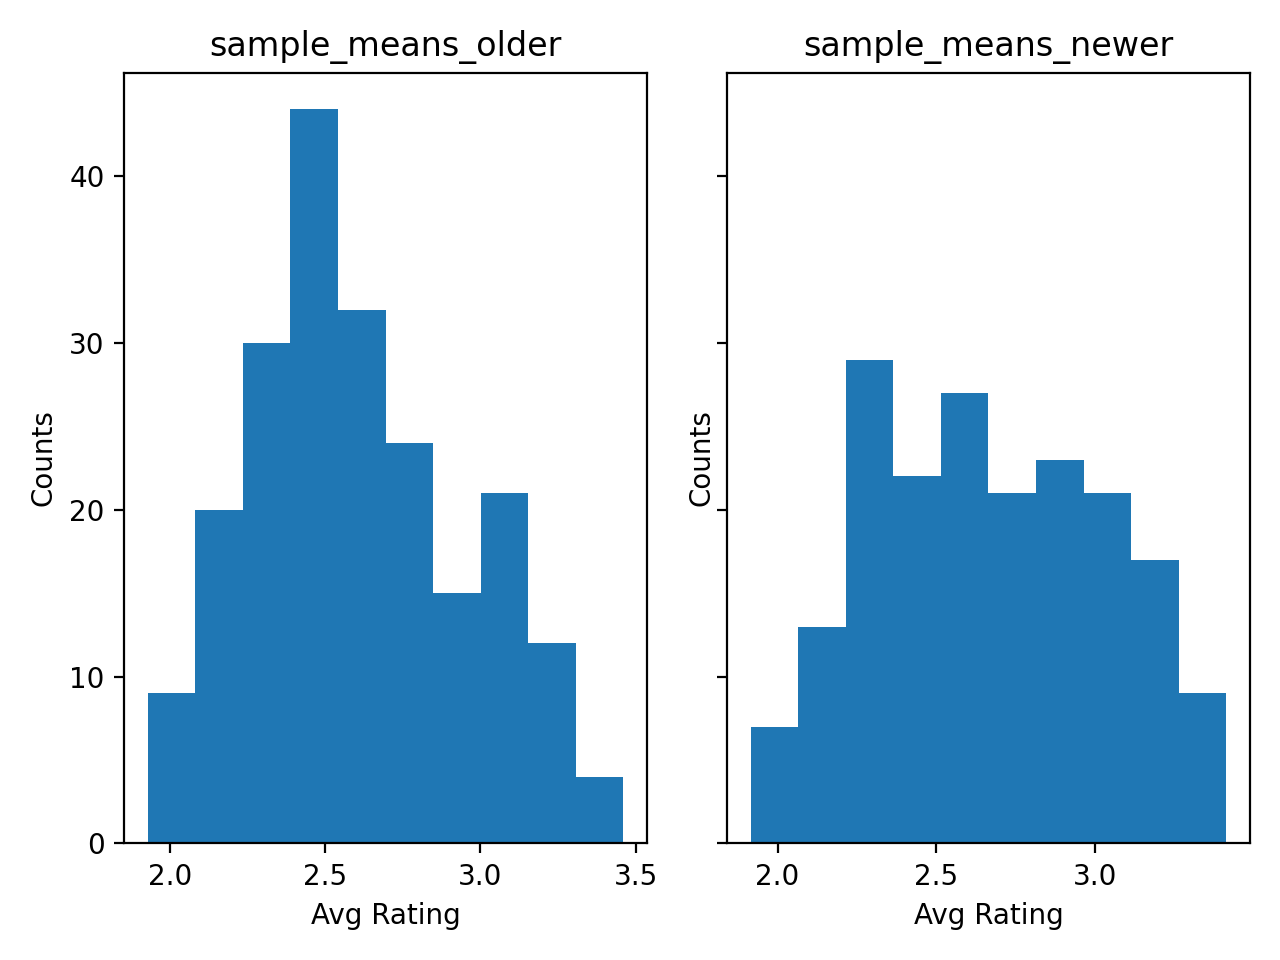 sample_means_older
sample_means_newer
Counts
40
30
20
10
0
2.0 2.5 3.0 3.5
Avg Rating
Counts
2.0 2.5 3.0
Avg Rating